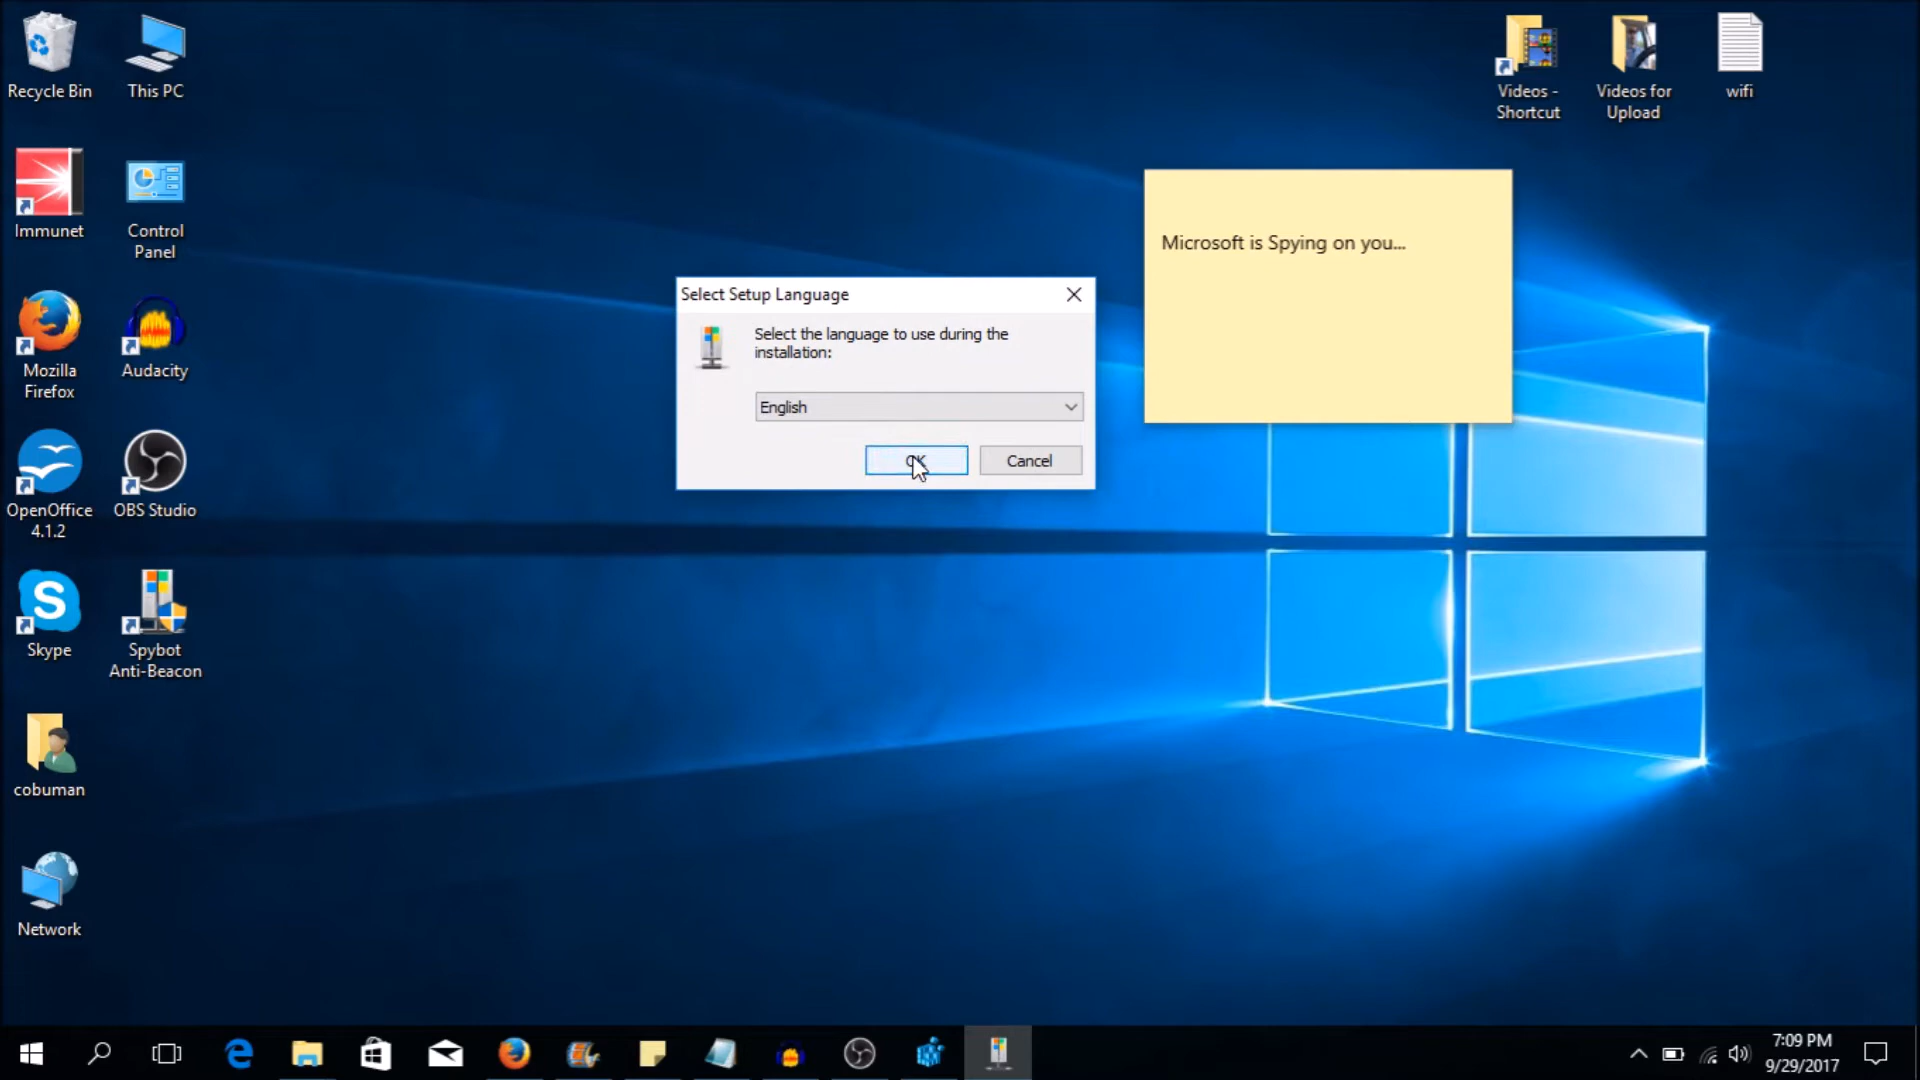 Recycle Bin
This PC
Videos -
Shortcut
Videos for
Upload
wifi
Immunet
Control
Panel
Microsoft is Spying on you...
Select Setup Language
Select the language to use during the
installation:
English
OK
Cancel
Mozilla
Firefox
Audacity
OpenOffice
4.1.2
OBS Studio
Skype
Spybot
Anti-Beacon
cobuman
Network
7:09 PM
9/29/2017